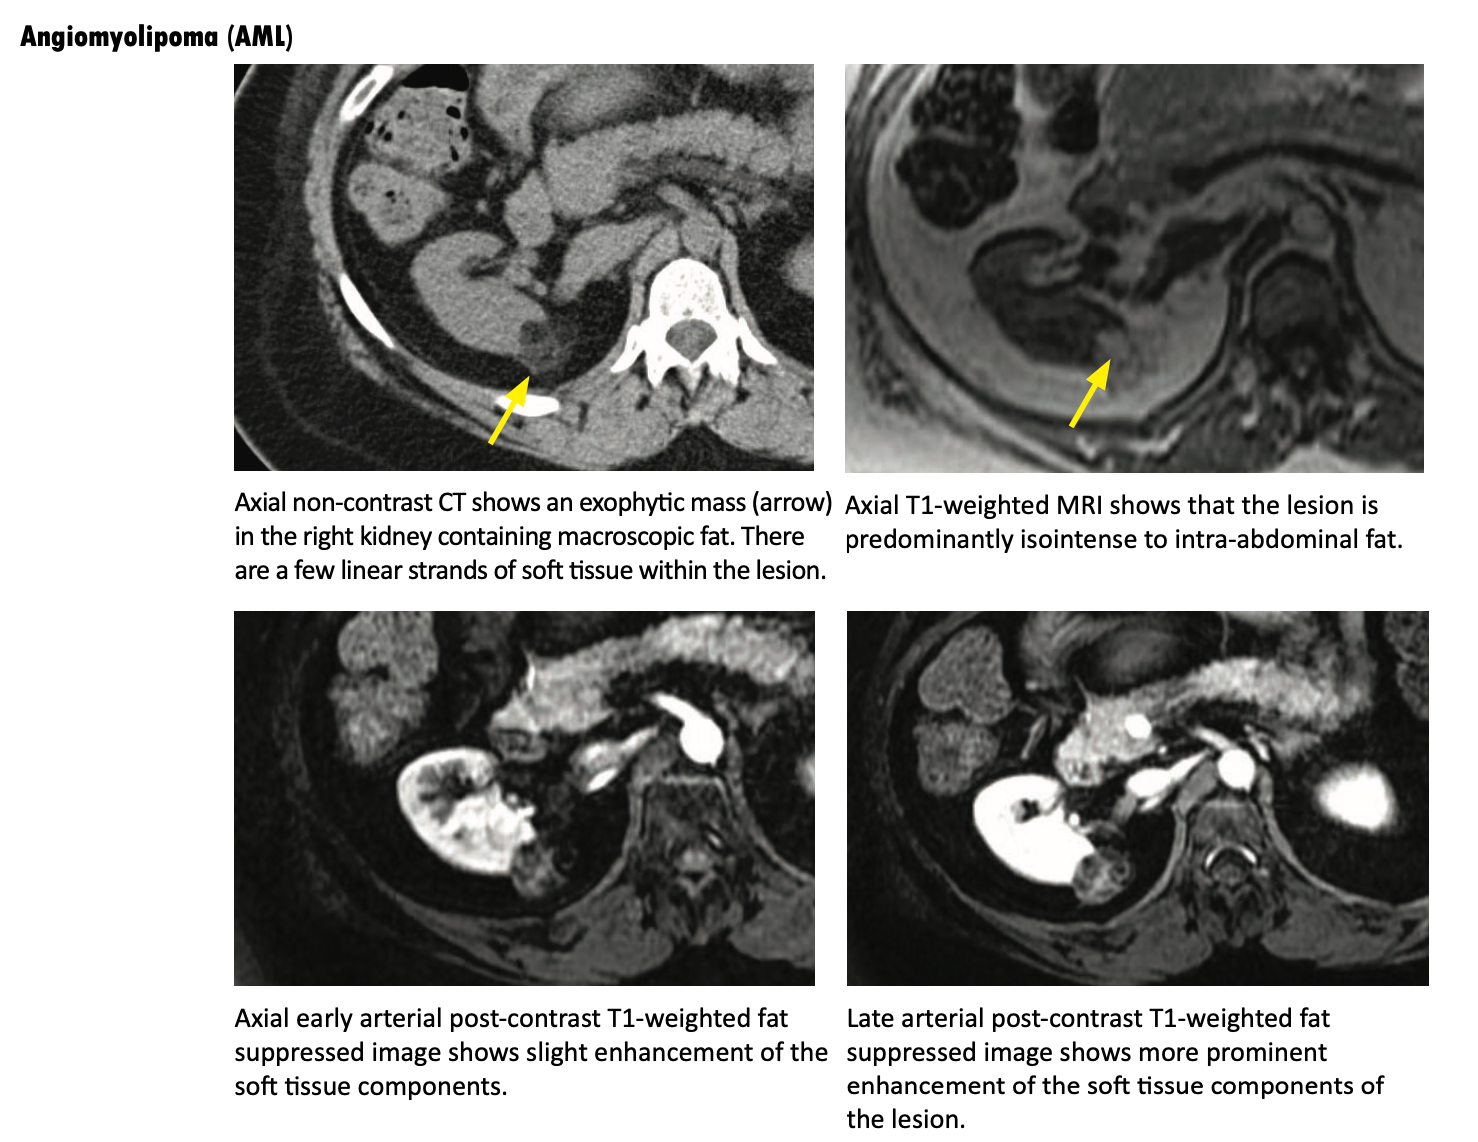 Angiomyolipoma (AML)
Axial non-contrast CT shows an exophytic mass (arrow)
in the right kidney containing macroscopic fat. There
are a few linear strands of soft tissue within the lesion.
Axial T1-weighted MRI shows that the lesion is
predominantly isointense to intra-abdominal fat.
Axial early arterial post-contrast T1-weighted fat
suppressed image shows slight enhancement of the
soft tissue components.
Late arterial post-contrast T1-weighted fat
suppressed image shows more prominent
enhancement of the soft tissue components of
the lesion.